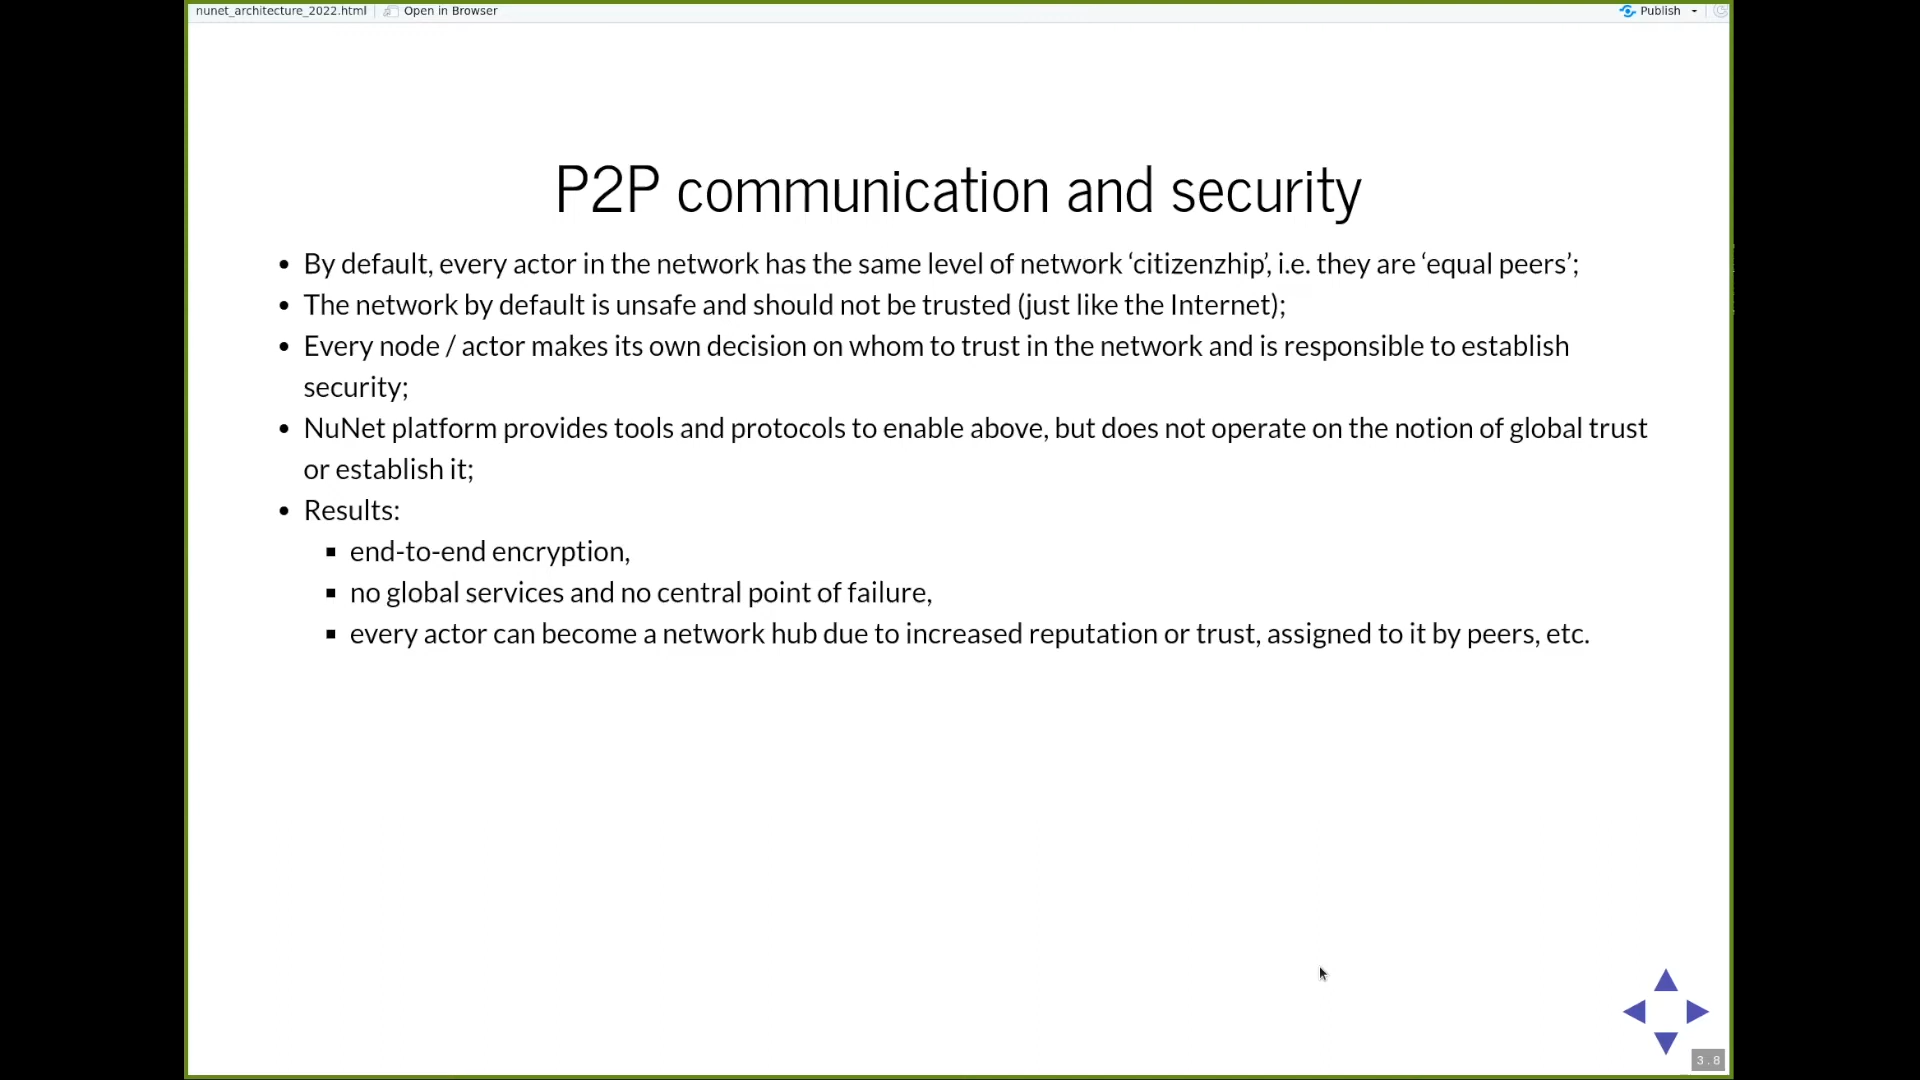 nunet_architecture_2022.html Open in Browser Publish
P2P communication and security
• By default, every actor in the network has the same level of network ‘citizenzhip’, i.e. they are ‘equal peers’;
• The network by default is unsafe and should not be trusted (just like the Internet);
• Every node / actor makes its own decision on whom to trust in the network and is responsible to establish
security;
• NuNet platform provides tools and protocols to enable above, but does not operate on the notion of global trust
or establish it;
• Results:
▪ end-to-end encryption,
▪ no global services and no central point of failure,
▪ every actor can become a network hub due to increased reputation or trust, assigned to it by peers, etc.
3.8